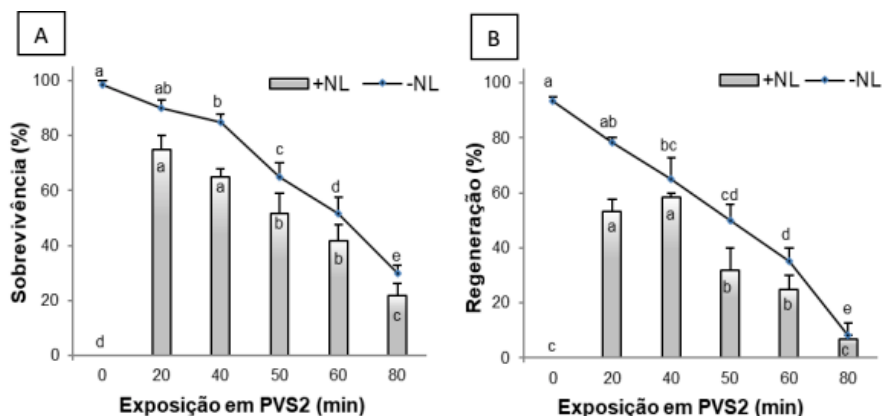 A
+NL -NL
Sobrevivência (%)
100
80
60
40
20
0
a
ab
b
c
d
e
a
a
b
b
c
d
0 20 40 50 60 80
Exposição em PVS2 (min)
B
+NL -NL
Regeneração (%)
100
80
60
40
20
0
a
ab
bc
cd
d
e
a
a
b
b
c
c
0 20 40 50 60 80
Exposição em PVS2 (min)